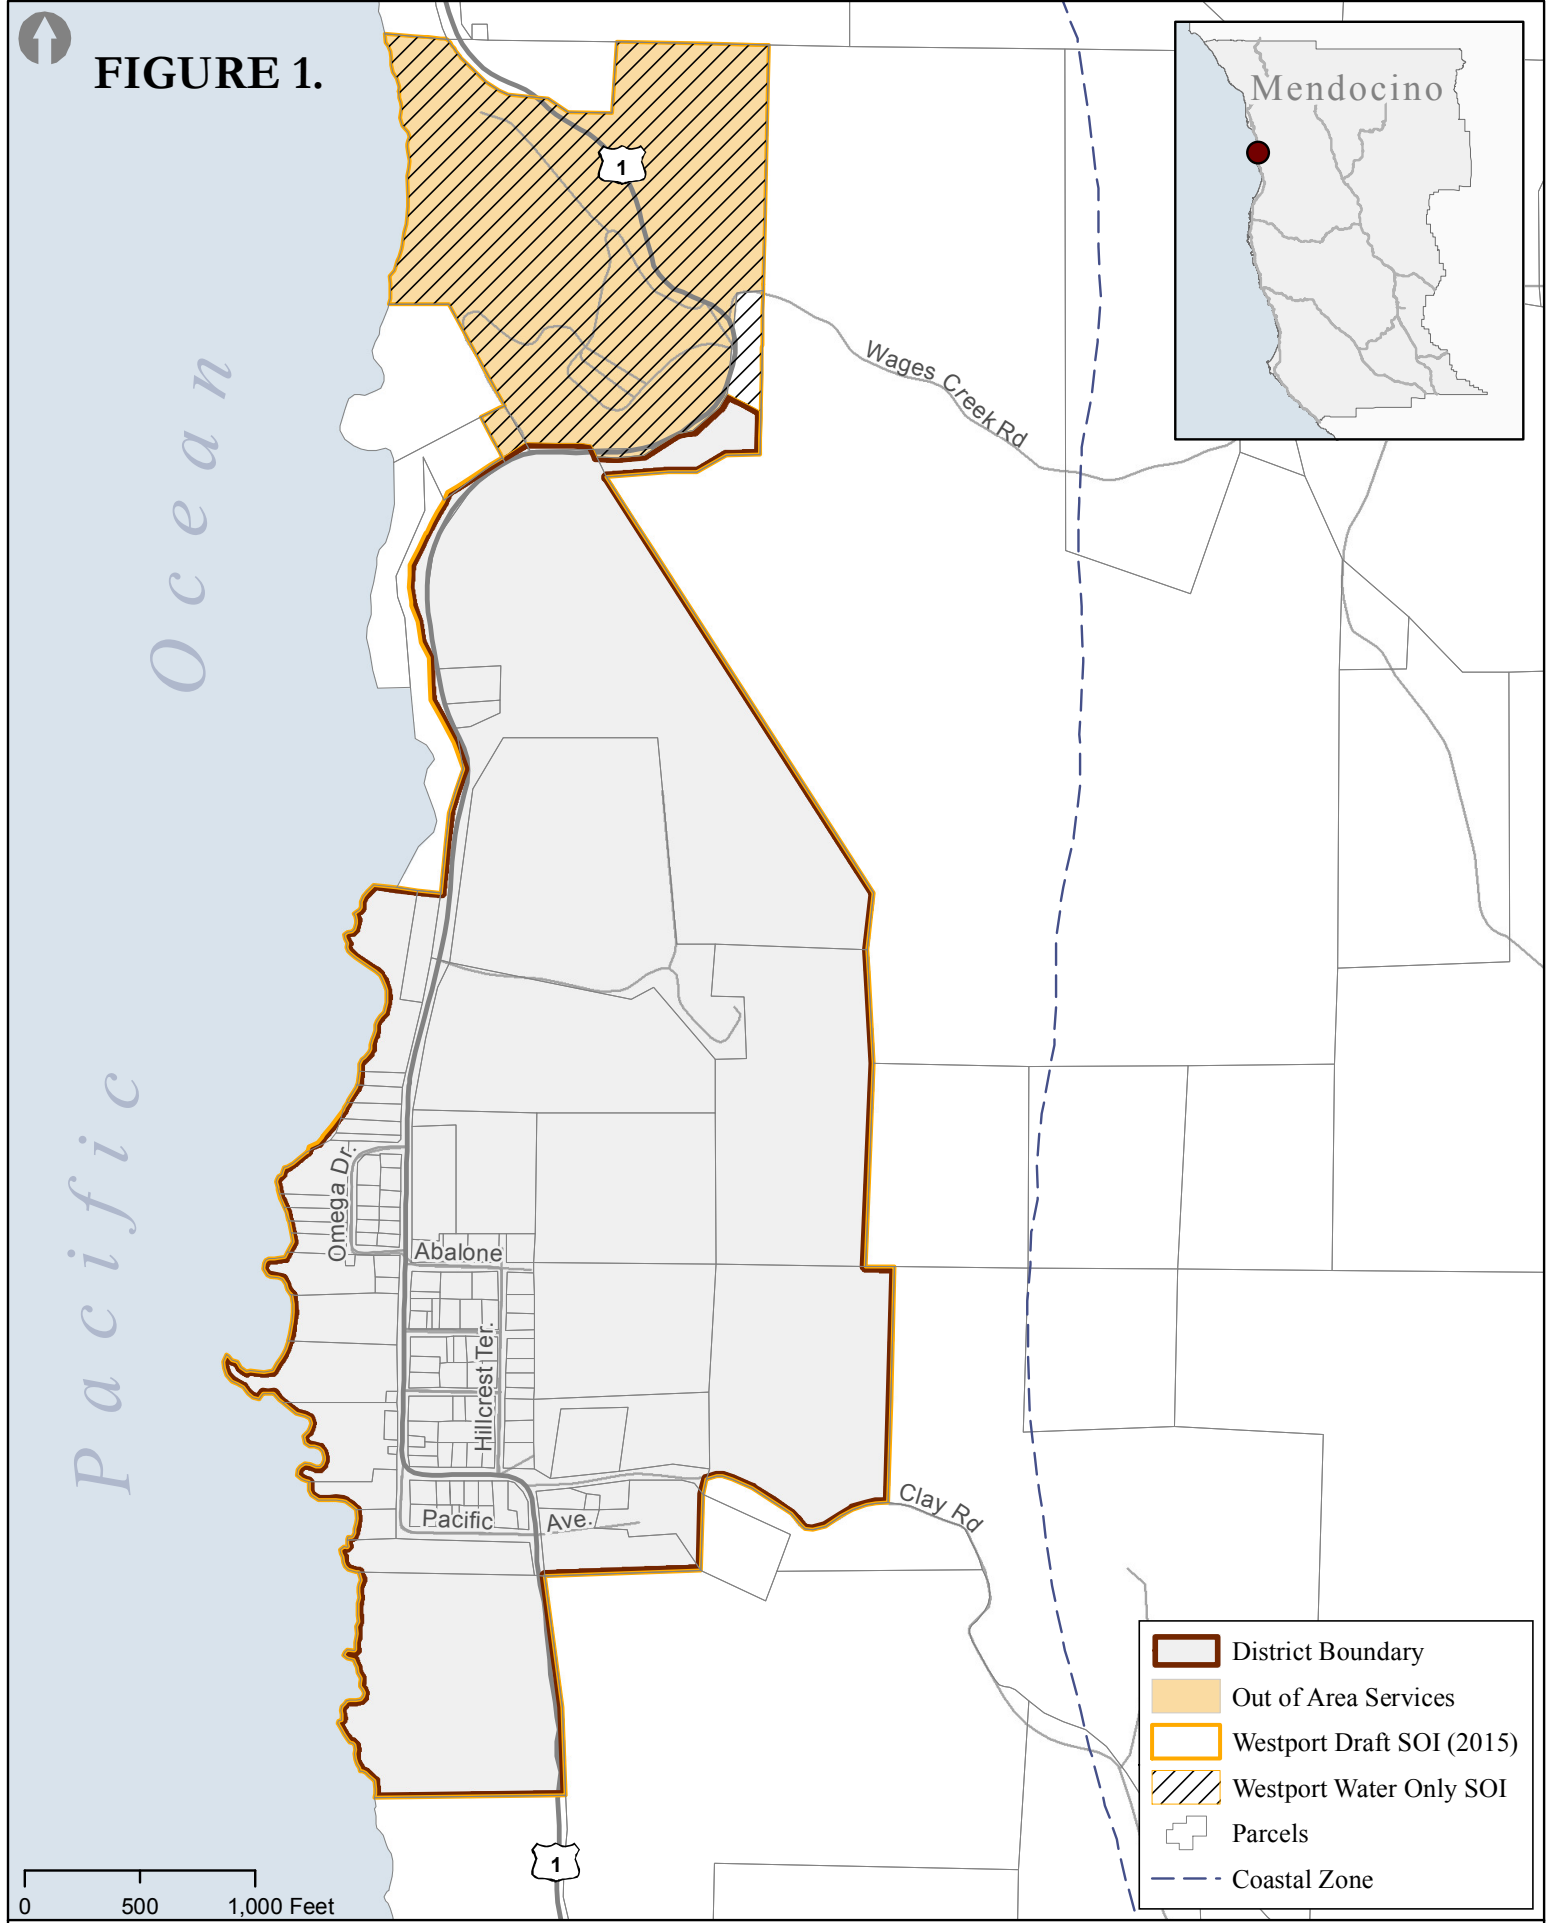 FIGURE 1.
Mendocino
1
Wages Creek Rd
Pacific Ocean
Omega Dr.
Abalone
Hillcrest Ter.
Pacific Ave.
Clay Rd
District Boundary
Out of Area Services
Westport Draft SOI (2015)
Westport Water Only SOI
Parcels
Coastal Zone
1
0 500 1,000 Feet